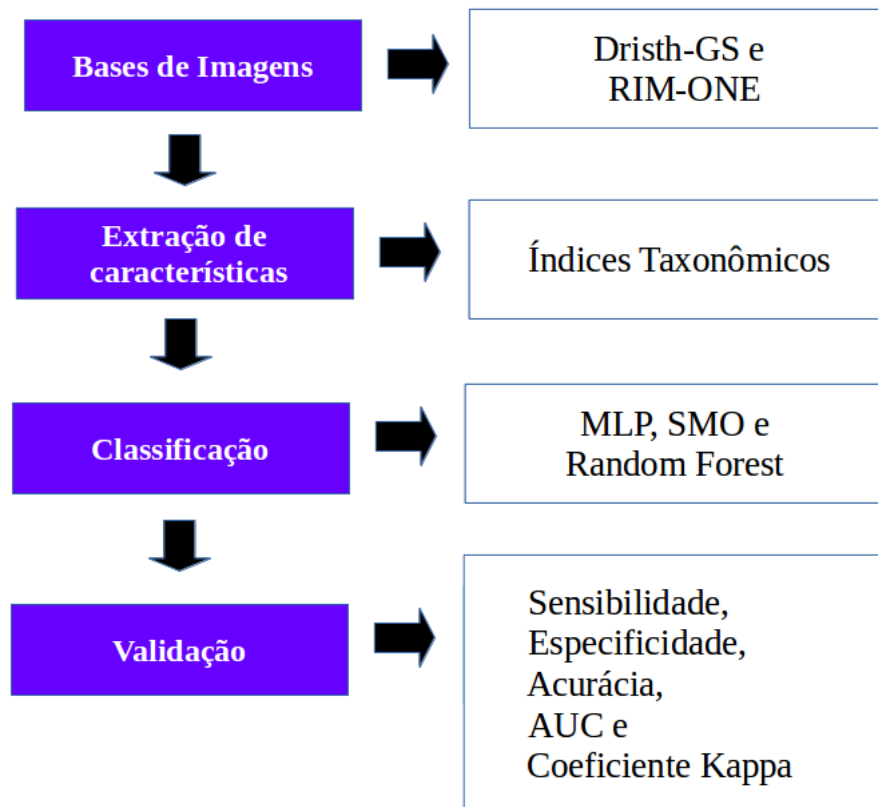 Bases de Imagens
Dristh-GS e
RIM-ONE
Extração de
característícas
Índices Taxonômicos
Classificação
MLP, SMO e
Random Forest
Validação
Sensibilidade,
Especificidade,
Acurácia,
AUC e
Coeficiente Kappa